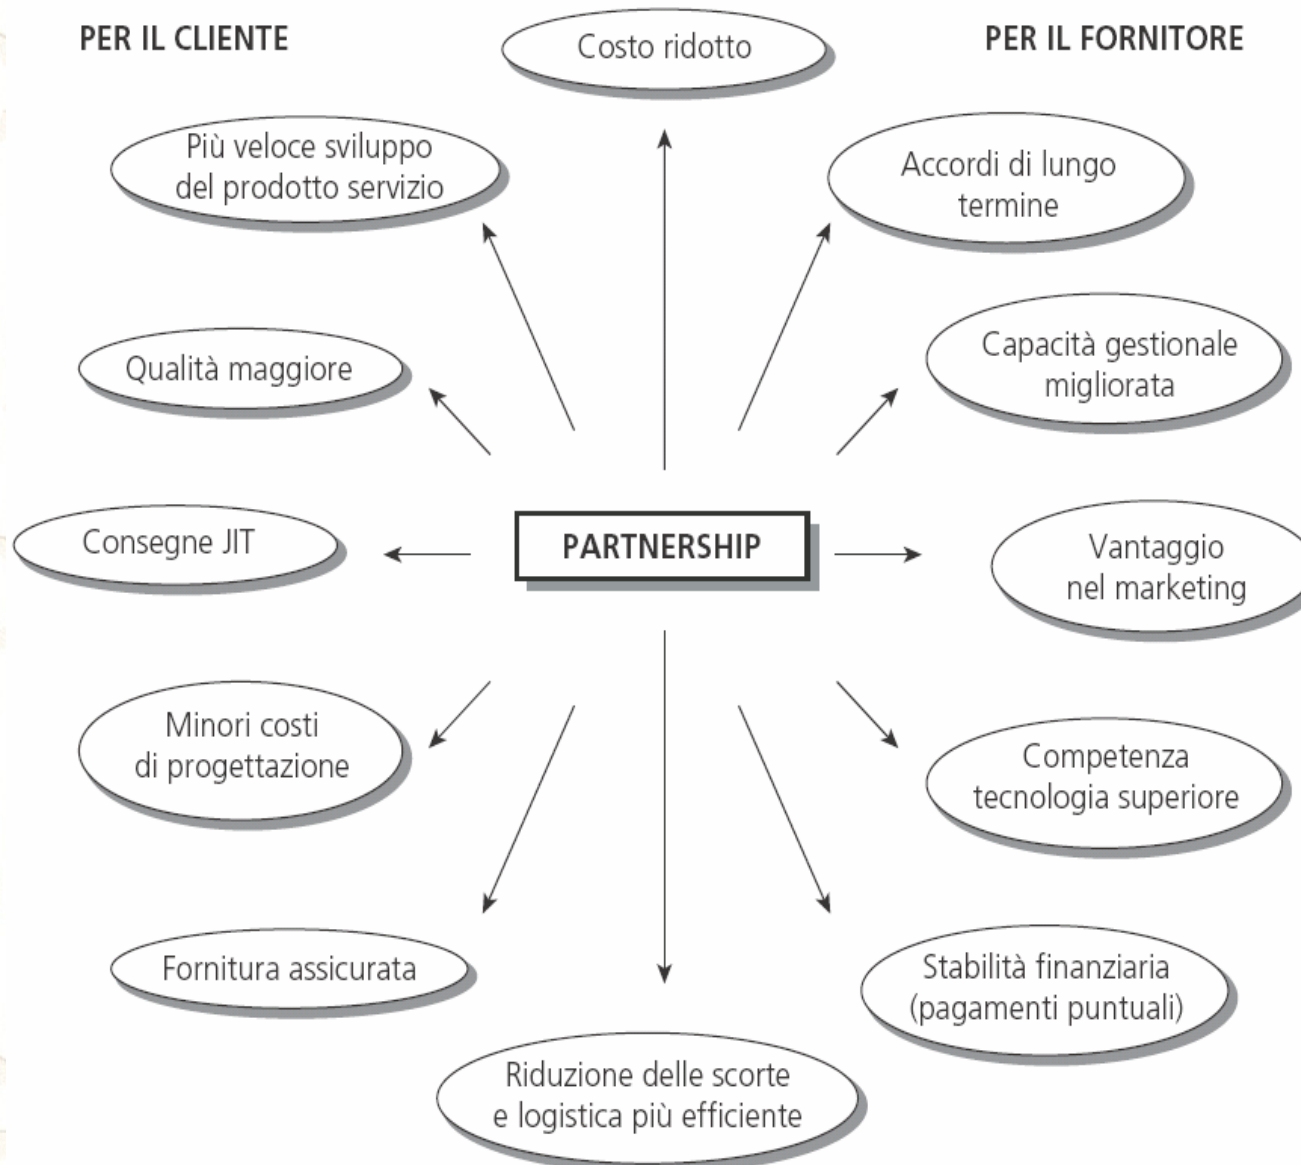 PER IL CLIENTE
Costo ridotto
PER IL FORNITORE
Più veloce sviluppo
del prodotto servizio
Accordi di lungo
termine
Qualità maggiore
Capacità gestionale
migliorata
Consegne JIT
PARTNERSHIP
Vantaggio
nel marketing
Minori costi
di progettazione
Competenza
tecnologia superiore
Fornitura assicurata
Stabilità finanziaria
(pagamenti puntuali)
Riduzione delle scorte
e logistica più efficiente